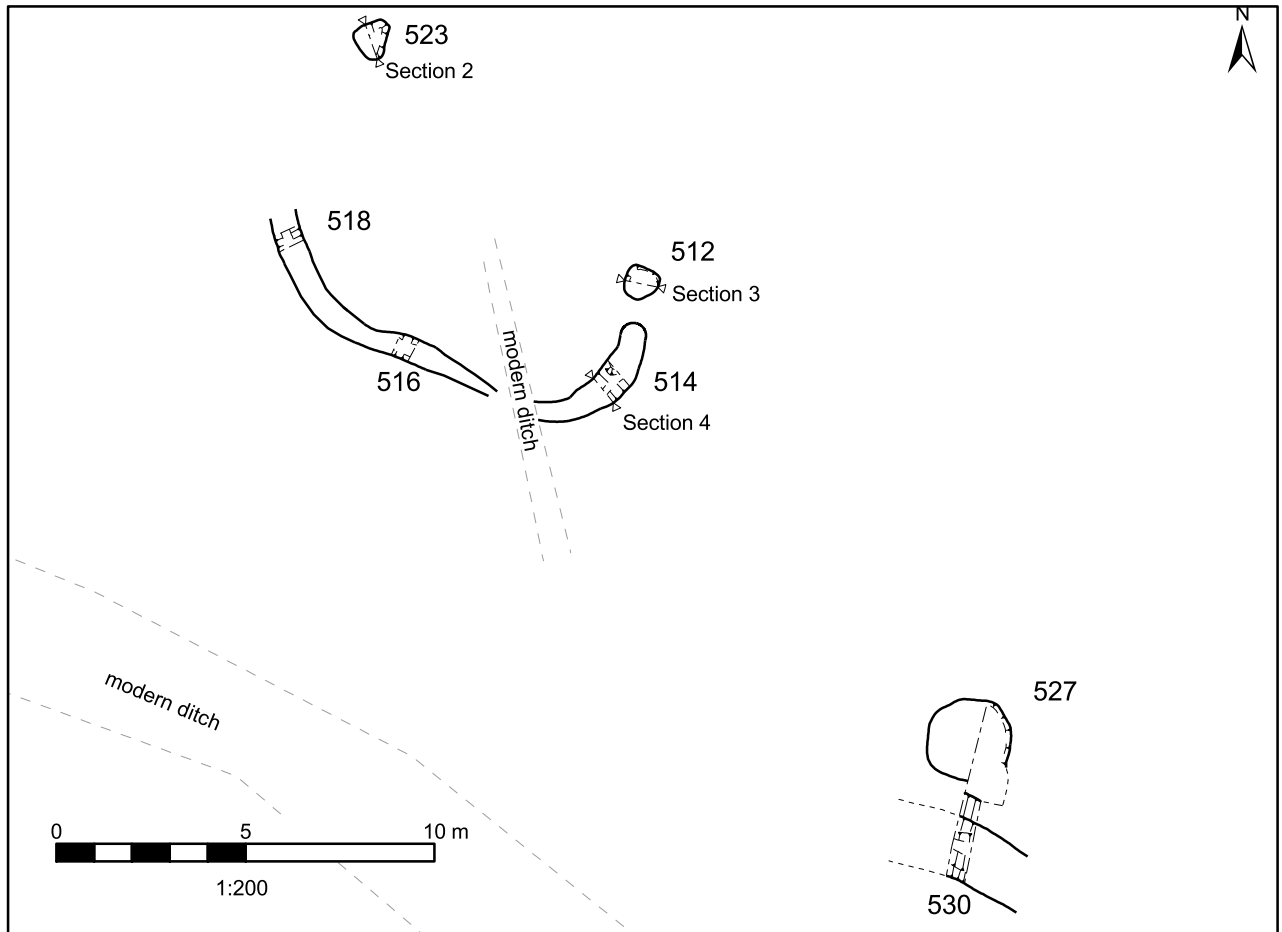 N
523
Section 2
518
512
Section 3
modern ditch
516
514
Section 4
modern ditch
527
0 5 10 m
1:200
530